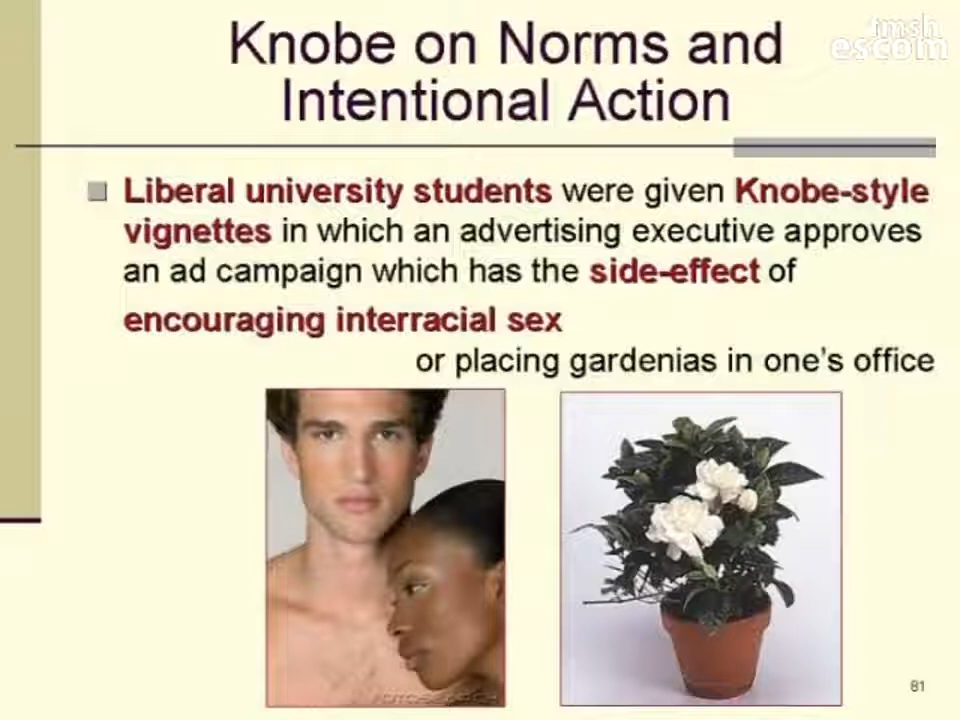 Knobe on Norms and
Intentional Action
tmsh
escom
Liberal university students were given Knobe-style
vignettes in which an advertising executive approves
an ad campaign which has the side-effect of
encouraging interracial sex
or placing gardenias in one's office
81